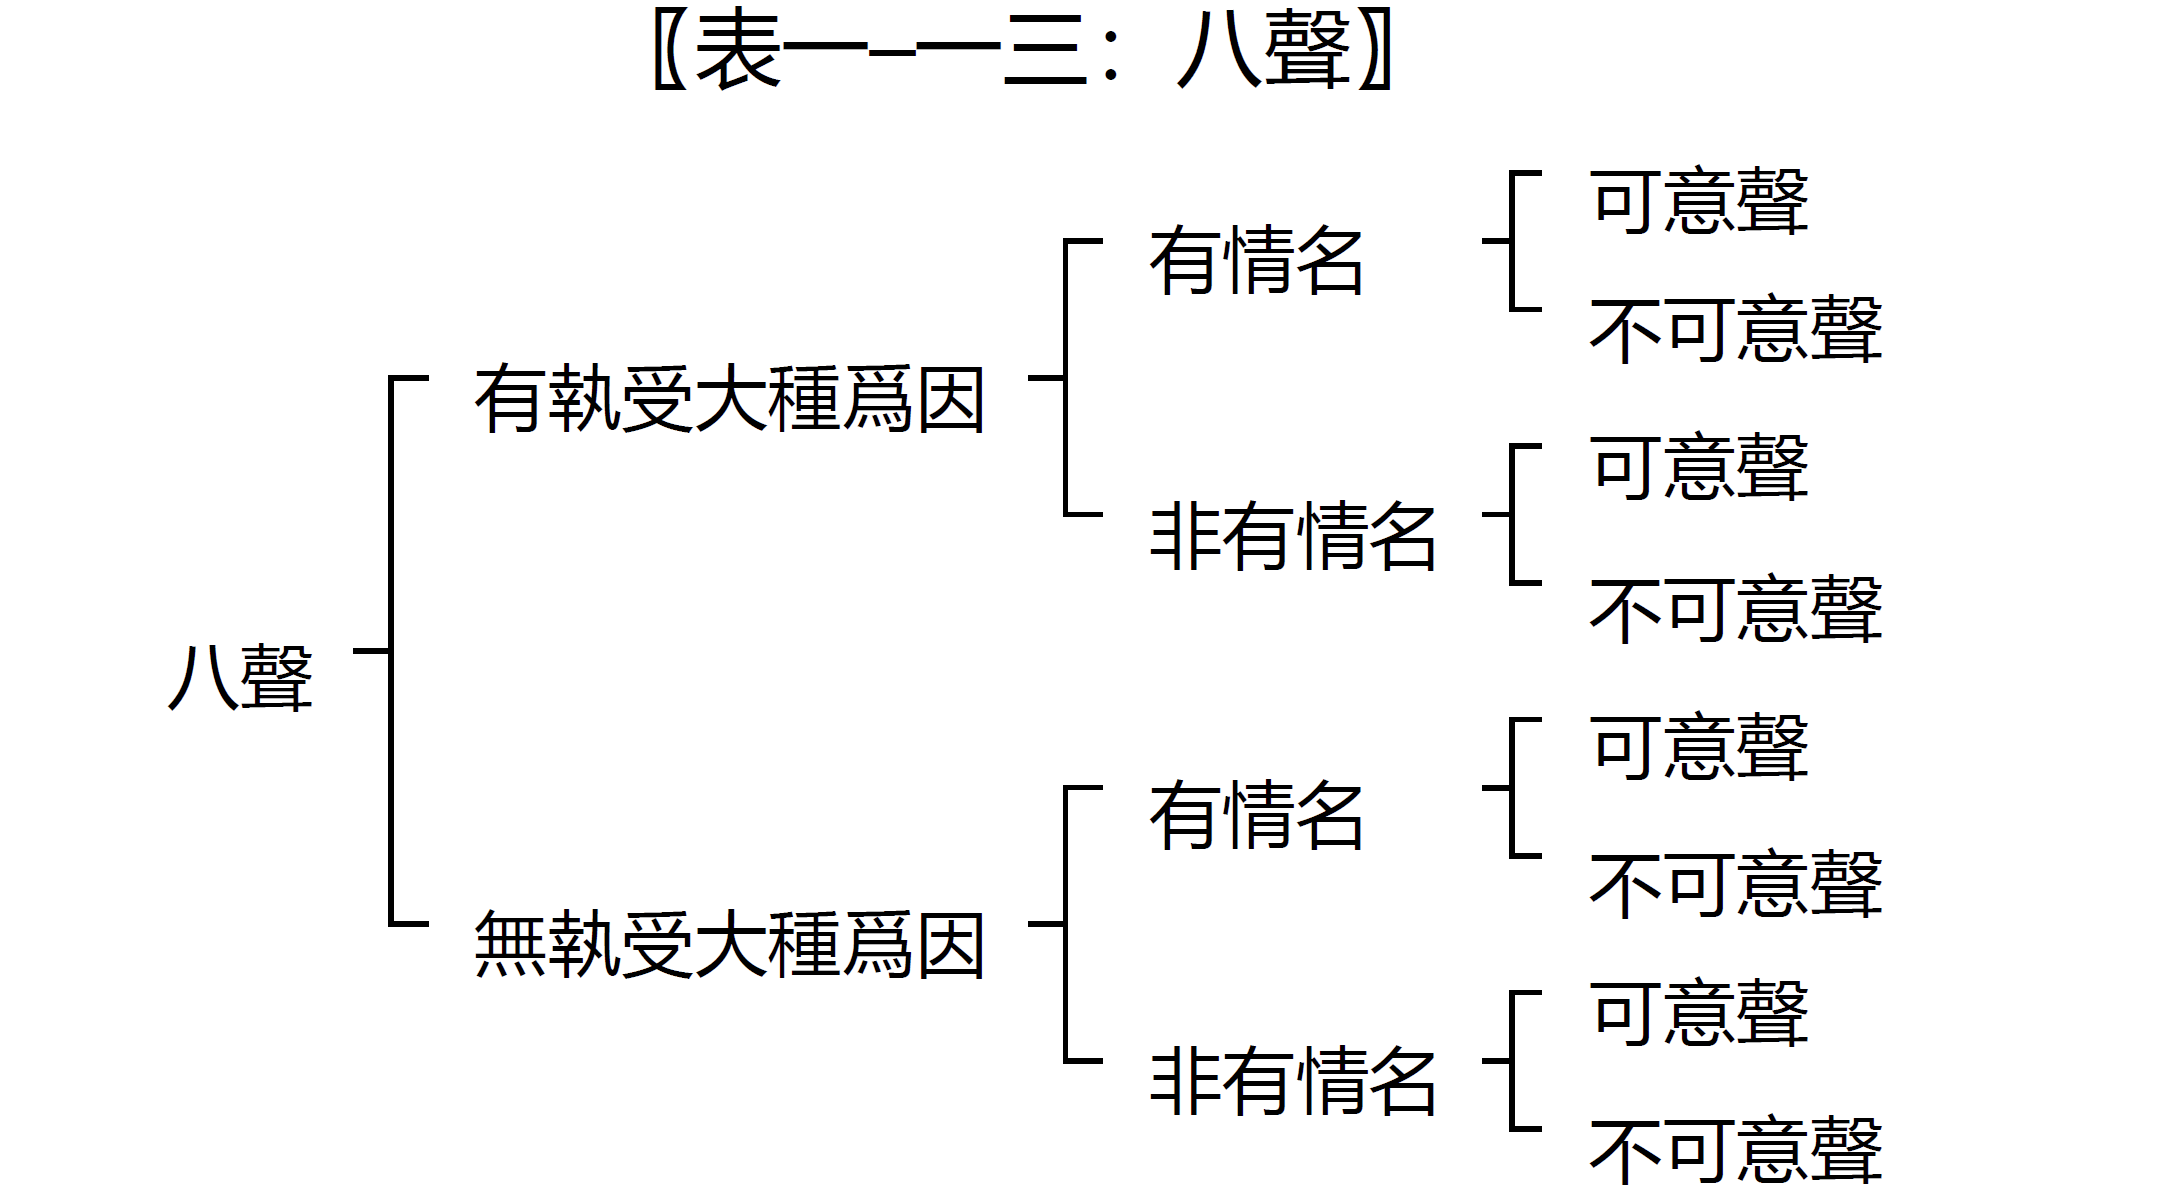 〖表一–一三：八聲〗
可意聲
有情名
不可意聲
有執受大種爲因
可意聲
非有情名
不可意聲
八聲
可意聲
有情名
不可意聲
無執受大種爲因
可意聲
非有情名
不可意聲